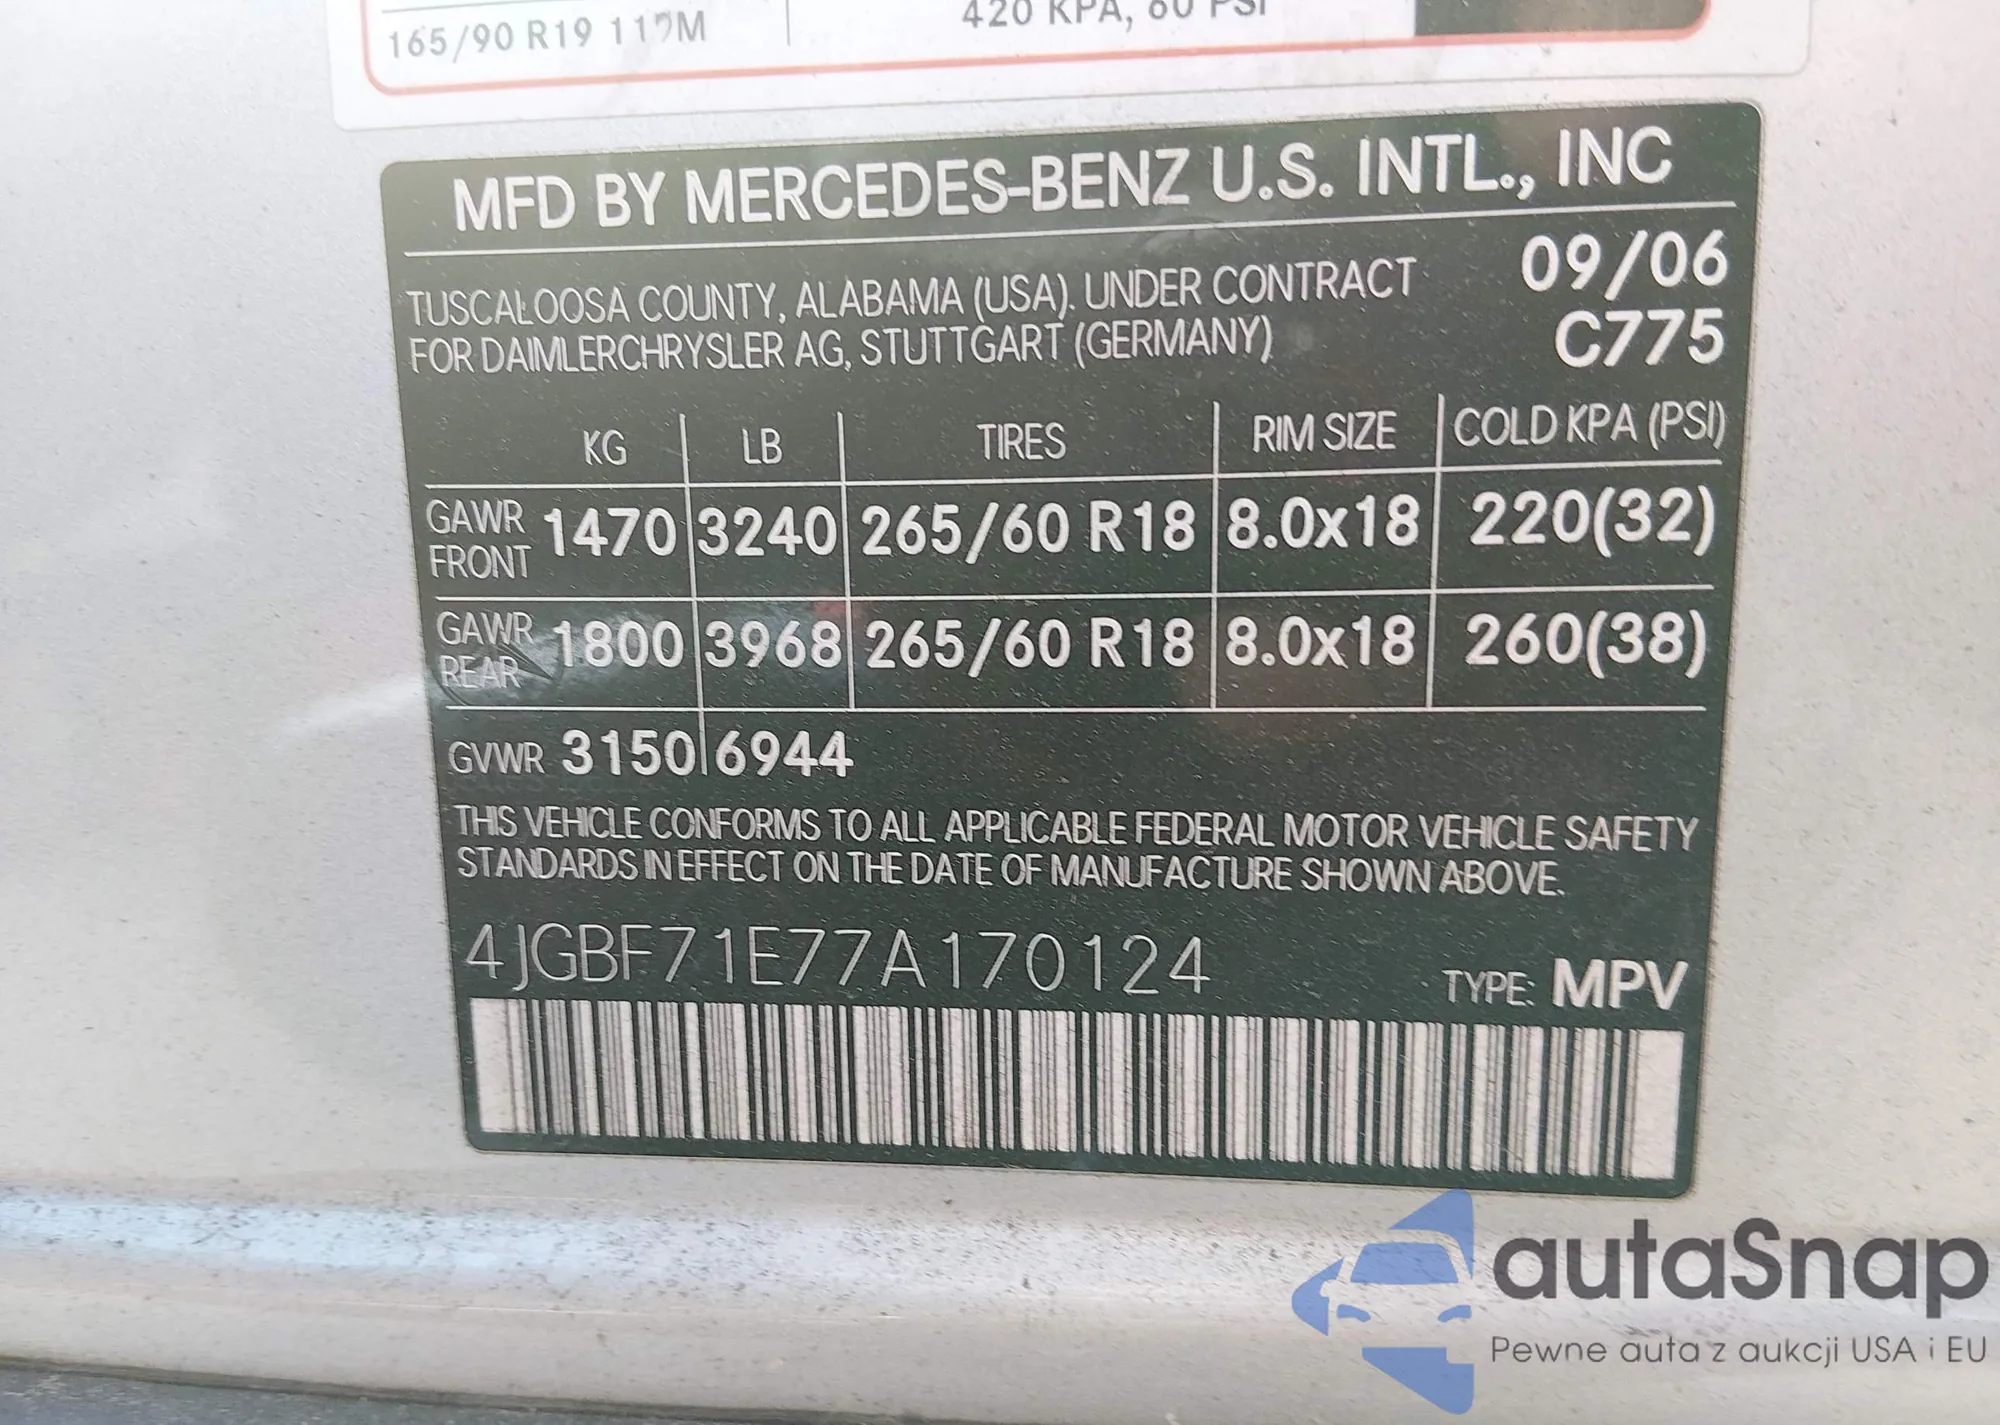 165/90 R19 112M
420 KPA, 60 PSI
MFD BY MERCEDES-BENZ U.S. INTL., INC
TUSCALOOSA COUNTY, ALABAMA (USA). UNDER CONTRACT 09/06
FOR DAIMLERCHRYSLER AG, STUTTGART (GERMANY) C775
KG LB TIRES RIM SIZE COLD KPA (PSI)
GAWR FRONT 1470 3240 265/60 R18 8.0x18 220(32)
GAWR REAR 1800 3968 265/60 R18 8.0x18 260(38)
GVWR 3150 6944
THIS VEHICLE CONFORMS TO ALL APPLICABLE FEDERAL MOTOR VEHICLE SAFETY
STANDARDS IN EFFECT ON THE DATE OF MANUFACTURE SHOWN ABOVE.
4JGBF71E77A170124 TYPE: MPV
autaSnap
Pewne auta z aukcji USA i EU